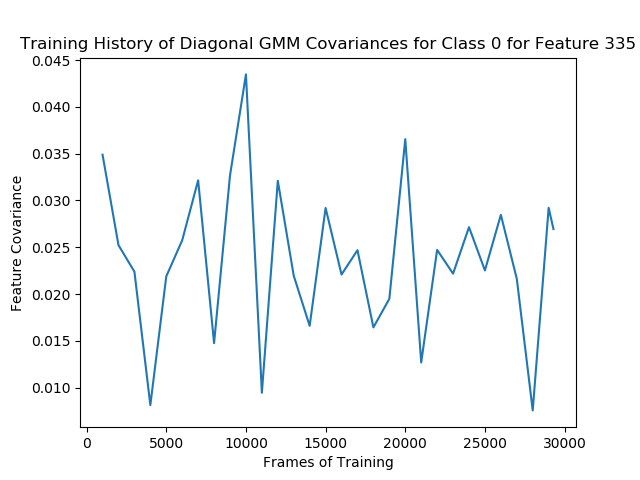 Training History of Diagonal GMM Covariances for Class 0 for Feature 335
0.045
0.040
0.035
0.030
0.025
0.020
0.015
0.010
Feature Covariance
0 5000 10000 15000 20000 25000 30000
Frames of Training